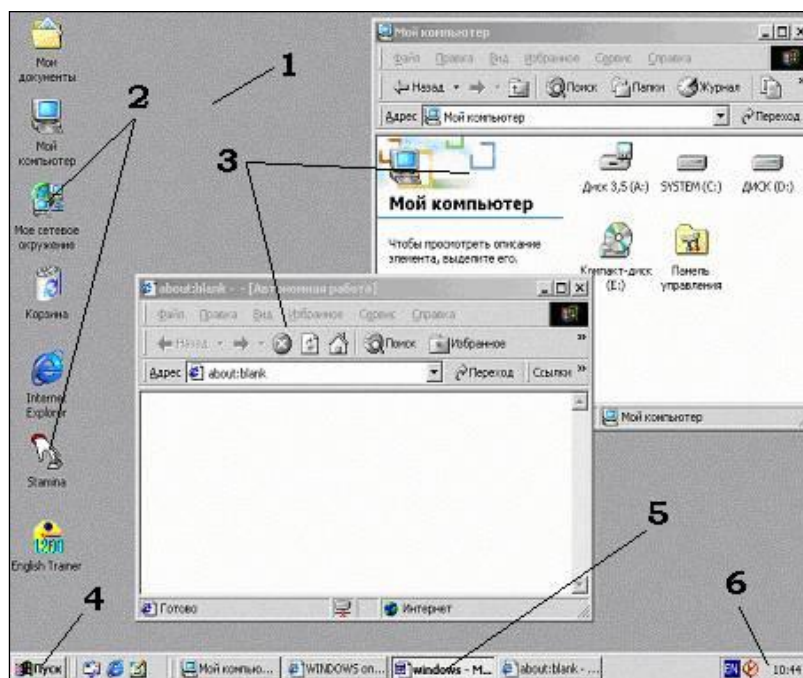 Мои
документы
1
2
Мой
компьютер
Мое сетевое
окружение
Корзина
Internet
Explorer
Stamina
English Trainer
3
Мой компьютер
Файл Правка Вид Избранное Сервис Справка
Назад Поиск Папки Журнал »
Адрес Мой компьютер Переход
Мой компьютер
Чтобы просмотреть описание
элемента, выделите его.
Диск 3,5 (A:) SYSTEM (C:) ДИСК (D:)
Компакт-диск
(E:)
Панель
управления
Мой компьютер
about:blank - - [Автономная работа]
Файл Правка Вид Избранное Сервис Справка
Назад Поиск Избранное »
Адрес about:blank Переход Ссылки »
Готово Интернет
4
5
6
Пуск Мой компью... WINDOWS on... windows - M... about:blank - ... EN 10:44